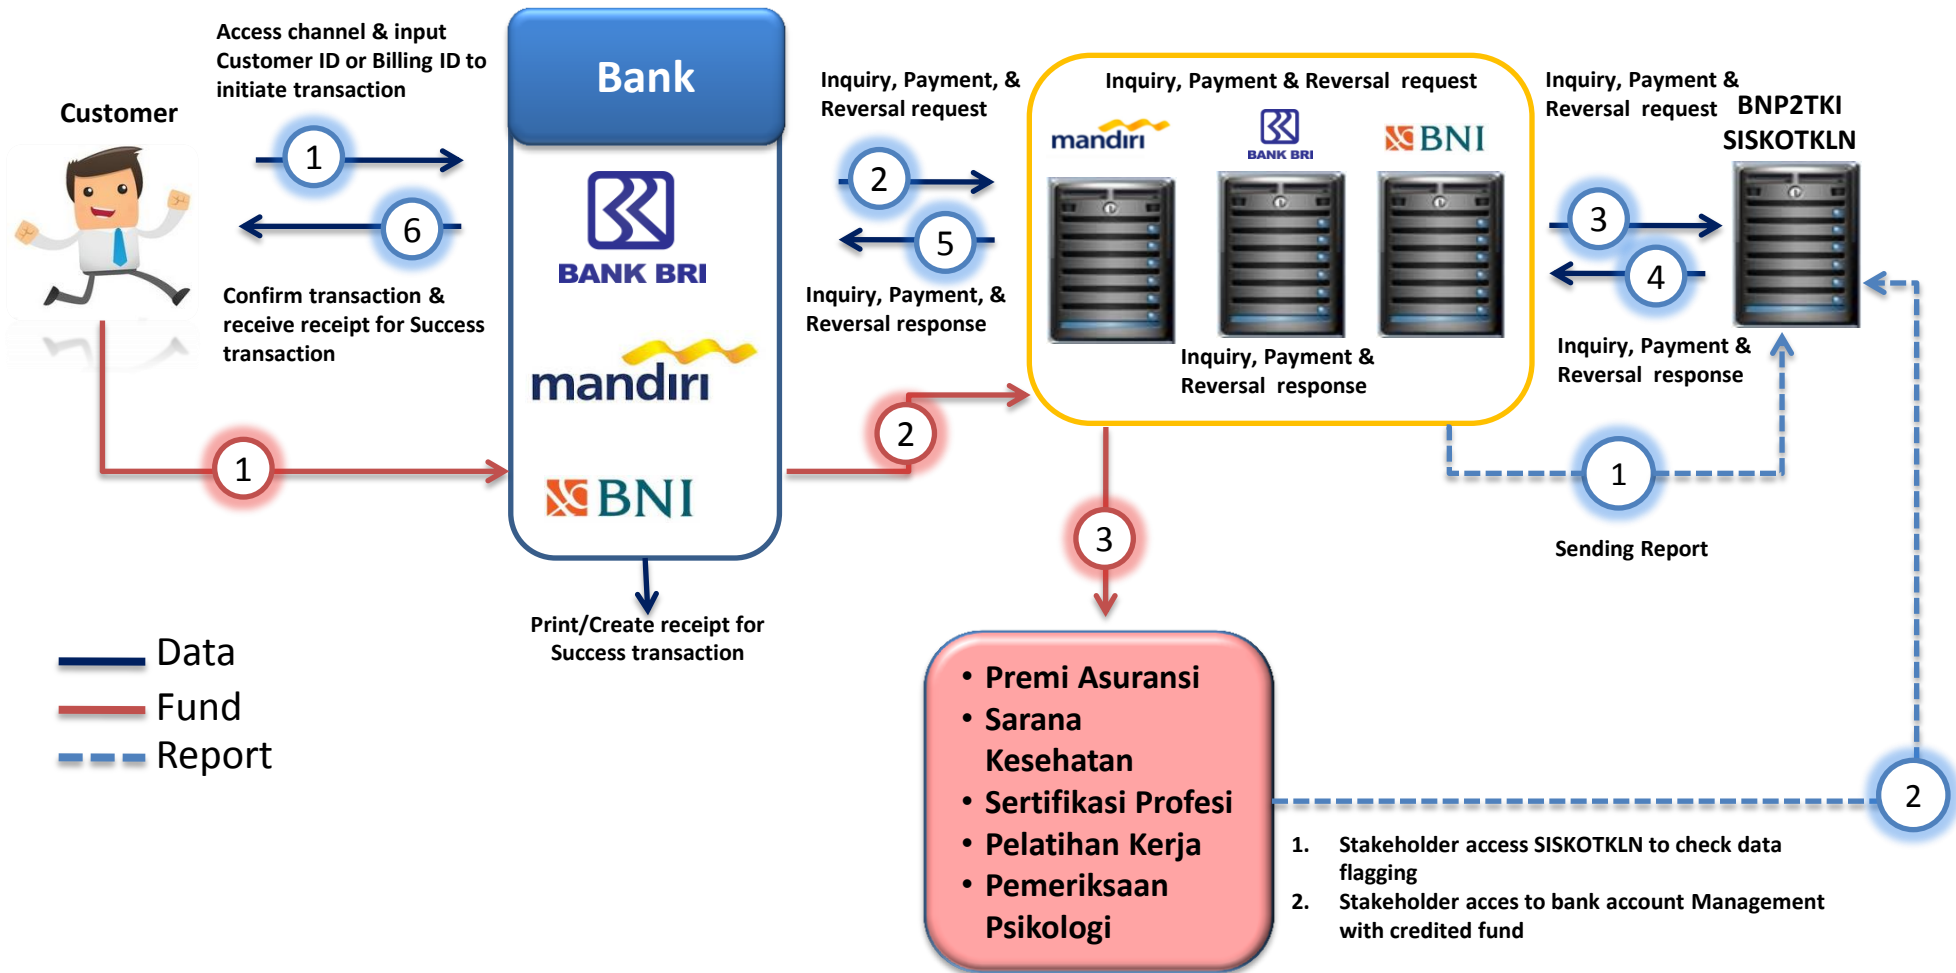 Access channel & input
Customer ID or Billing ID to
initiate transaction
Customer
1
6
Confirm transaction &
receive receipt for Success
transaction
1
Bank
BANK BRI
mandırı
BNI
Print/Create receipt for
Success transaction
Inquiry, Payment, &
Reversal request
2
5
Inquiry, Payment, &
Reversal response
2
Inquiry, Payment & Reversal request
mandırı
BANK BRI
BNI
Inquiry, Payment &
Reversal response
Inquiry, Payment &
Reversal request
BNP2TKI
SISKOTKLN
3
4
Inquiry, Payment &
Reversal response
1
Sending Report
3
• Premi Asuransi
• Sarana
Kesehatan
• Sertifikasi Profesi
• Pelatihan Kerja
• Pemeriksaan
Psikologi
2
1. Stakeholder access SISKOTKLN to check data
flagging
2. Stakeholder acces to bank account Management
with credited fund
Data
Fund
Report